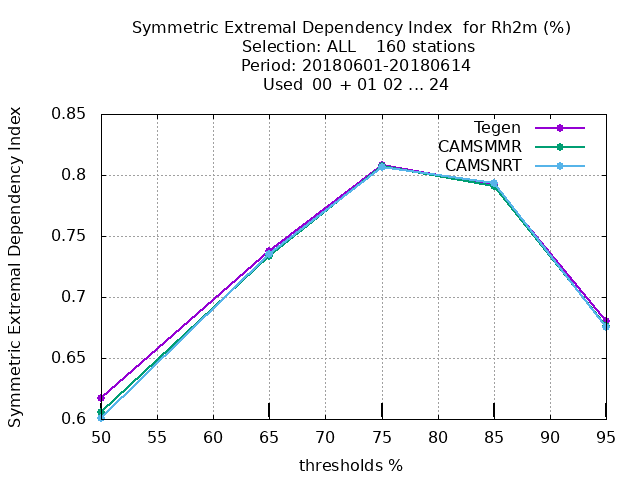 Symmetric Extremal Dependency Index  for Rh2m (%)
Selection: ALL    160 stations
Period: 20180601-20180614
Used  00 + 01 02 ... 24
Symmetric Extremal Dependency Index
0.85
0.8
0.75
0.7
0.65
0.6
Tegen
CAMSMMR
CAMSNRT
50 55 60 65 70 75 80 85 90 95
thresholds %